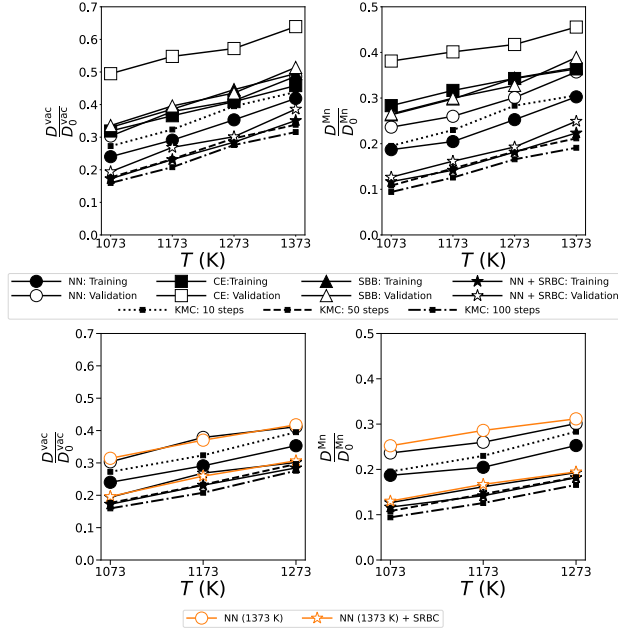 0.7
0.6
0.5
0.4
0.3
0.2
0.1
0.0
D^vac / D_0^vac
1073 1173 1273 1373
T (K)
0.5
0.4
0.3
0.2
0.1
0.0
D^Mn / D_0^Mn
1073 1173 1273 1373
T (K)
NN: Training CE:Training SBB: Training NN + SRBC: Training
NN: Validation CE: Validation SBB: Validation NN + SRBC: Validation
KMC: 10 steps KMC: 50 steps KMC: 100 steps
0.7
0.6
0.5
0.4
0.3
0.2
0.1
0.0
D^vac / D_0^vac
1073 1173 1273
T (K)
0.5
0.4
0.3
0.2
0.1
0.0
D^Mn / D_0^Mn
1073 1173 1273
T (K)
NN (1373 K) NN (1373 K) + SRBC